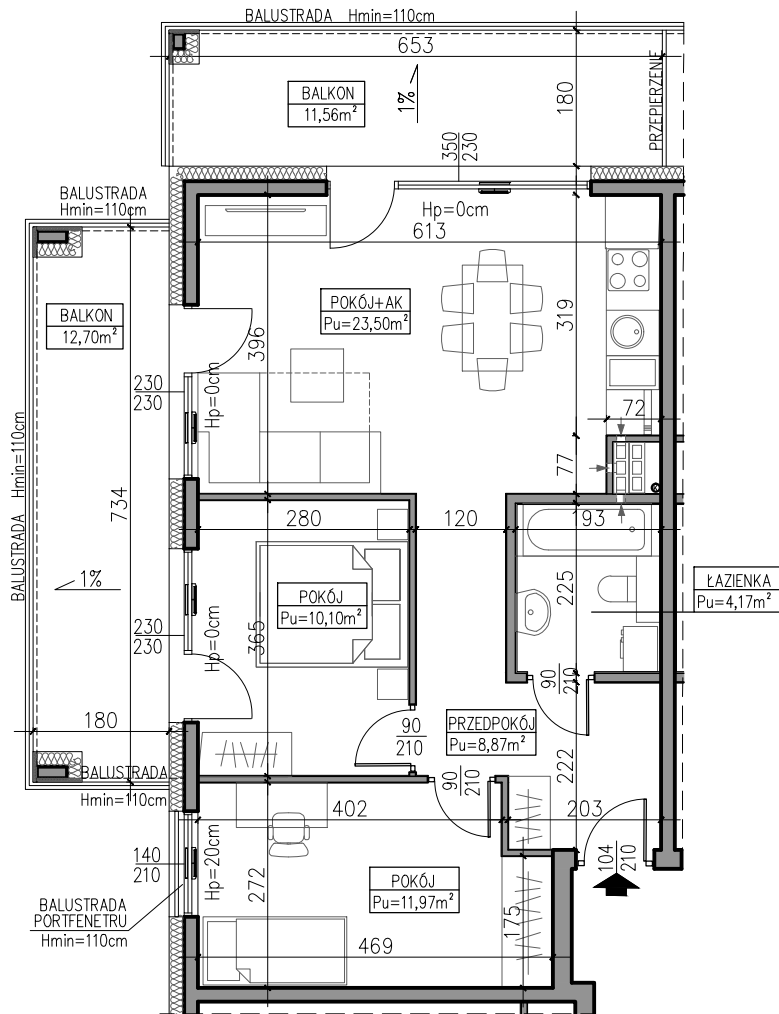 BALUSTRADA Hmin=110cm
653
BALKON
11,56m²
1%
180
PRZEPIERZENIE
350
230
BALUSTRADA
Hmin=110cm
Hp=0cm
613
BALKON
12,70m²
POKÓJ+AK
Pu=23,50m²
396
319
230
230
Hp=0cm
72
BALUSTRADA Hmin=110cm
734
77
280
120
93
1%
POKÓJ
Pu=10,10m²
225
ŁAZIENKA
Pu=4,17m²
230
230
Hp=0cm
365
90
210
180
90
210
PRZEDPOKÓJ
Pu=8,87m²
222
BALUSTRADA
Hmin=110cm
90
210
402
203
140
210
Hp=20cm
104
210
272
POKÓJ
Pu=11,97m²
175
BALUSTRADA
PORTFENETRU
Hmin=110cm
469